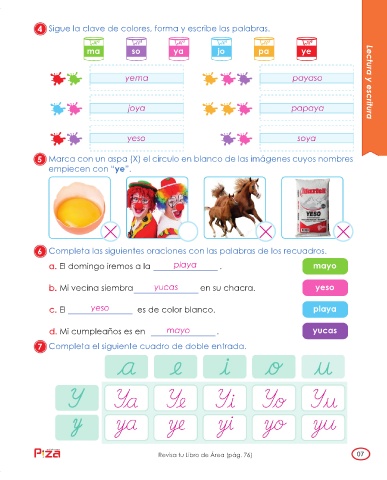 4 Sigue la clave de colores, forma y escribe las palabras.
ma so ya jo pa ye
yema payaso
joya papaya
yeso soya
Lectura y escritura
5 Marca con un aspa (X) el círculo en blanco de las imágenes cuyos nombres
empiecen con "ye".
YESO
X X X
6 Completa las siguientes oraciones con las palabras de los recuadros.
a. El domingo iremos a la playa . mayo
b. Mi vecina siembra yucas en su chacra. yeso
c. El yeso es de color blanco. playa
d. Mi cumpleaños es en mayo . yucas
7 Completa el siguiente cuadro de doble entrada.
a e i o u
Y Ya Ye Yi Yo Yu
y ya ye yi yo yu
Pizza Revisa tu Libro de Área (pág. 76) 07